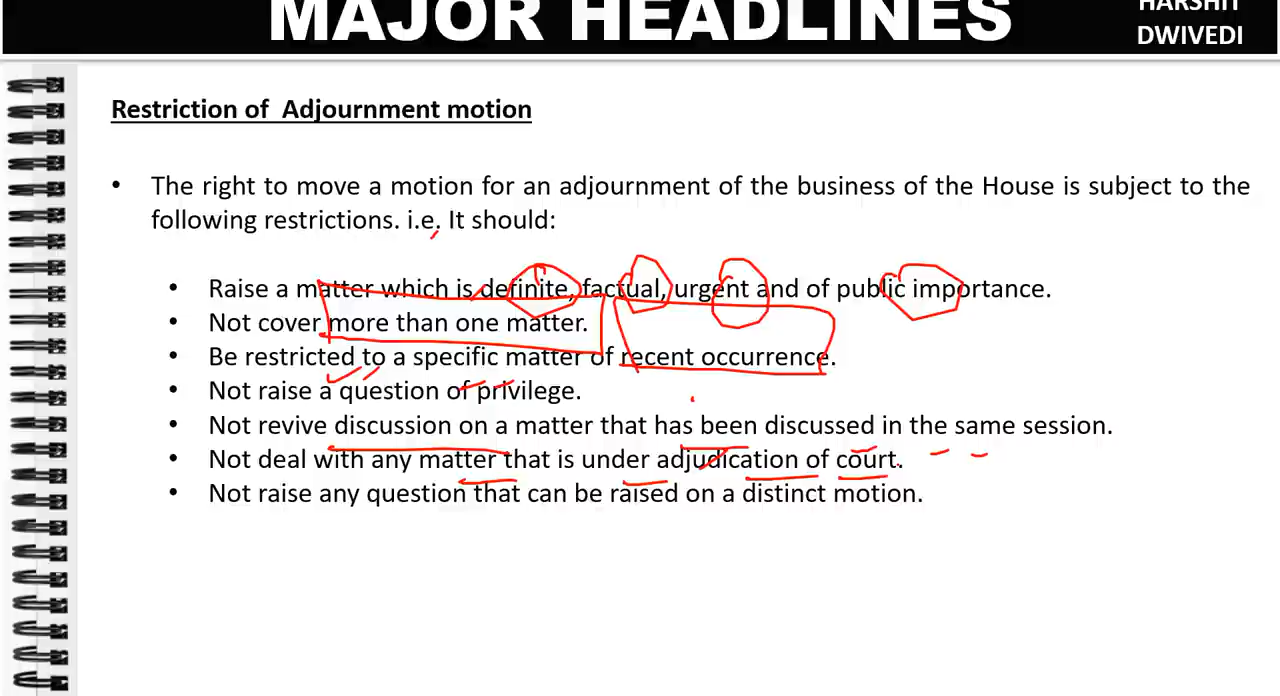 MAJOR HEADLINES
HARSHIT
DWIVEDI
Restriction of Adjournment motion
• The right to move a motion for an adjournment of the business of the House is subject to the
following restrictions. i.e. It should:
• Raise a matter which is definite, factual, urgent and of public importance.
• Not cover more than one matter.
• Be restricted to a specific matter of recent occurrence.
• Not raise a question of privilege.
• Not revive discussion on a matter that has been discussed in the same session.
• Not deal with any matter that is under adjudication of court.
• Not raise any question that can be raised on a distinct motion.